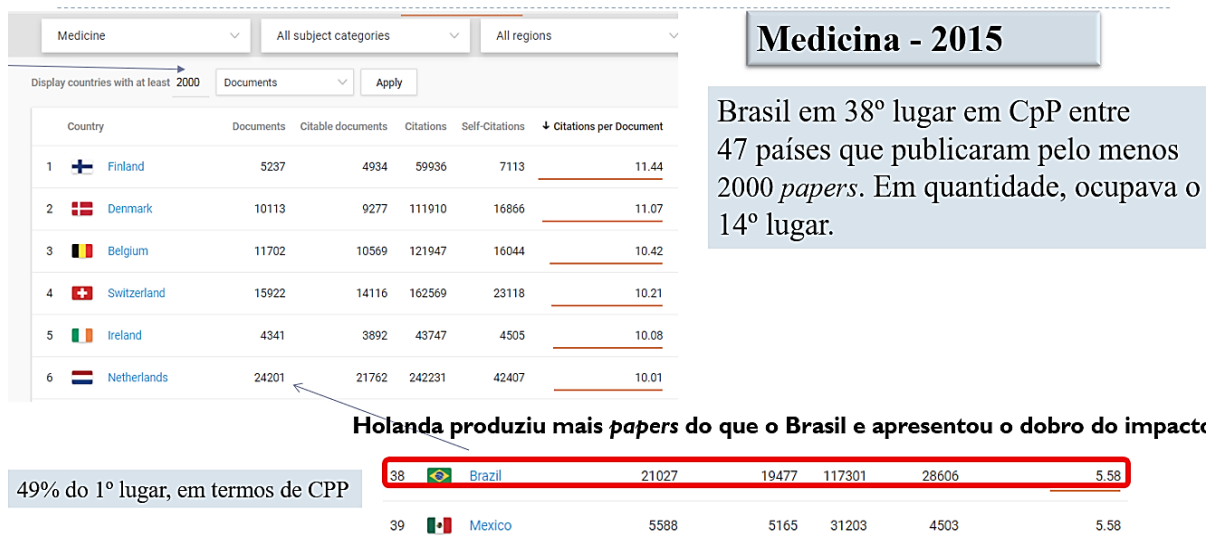 Medicine All subject categories All regions
Medicina - 2015
Display countries with at least 2000 Documents Apply
Brasil em 38º lugar em CpP entre
47 países que publicaram pelo menos
2000 papers. Em quantidade, ocupava o
14º lugar.
Country Documents Citable documents Citations Self-Citations ↓ Citations per Document
1 Finland 5237 4934 59936 7113 11.44
2 Denmark 10113 9277 111910 16866 11.07
3 Belgium 11702 10569 121947 16044 10.42
4 Switzerland 15922 14116 162569 23118 10.21
5 Ireland 4341 3892 43747 4505 10.08
6 Netherlands 24201 21762 242231 42407 10.01
Holanda produziu mais papers do que o Brasil e apresentou o dobro do impacto
49% do 1º lugar, em termos de CPP
38 Brazil 21027 19477 117301 28606 5.58
39 Mexico 5588 5165 31203 4503 5.58